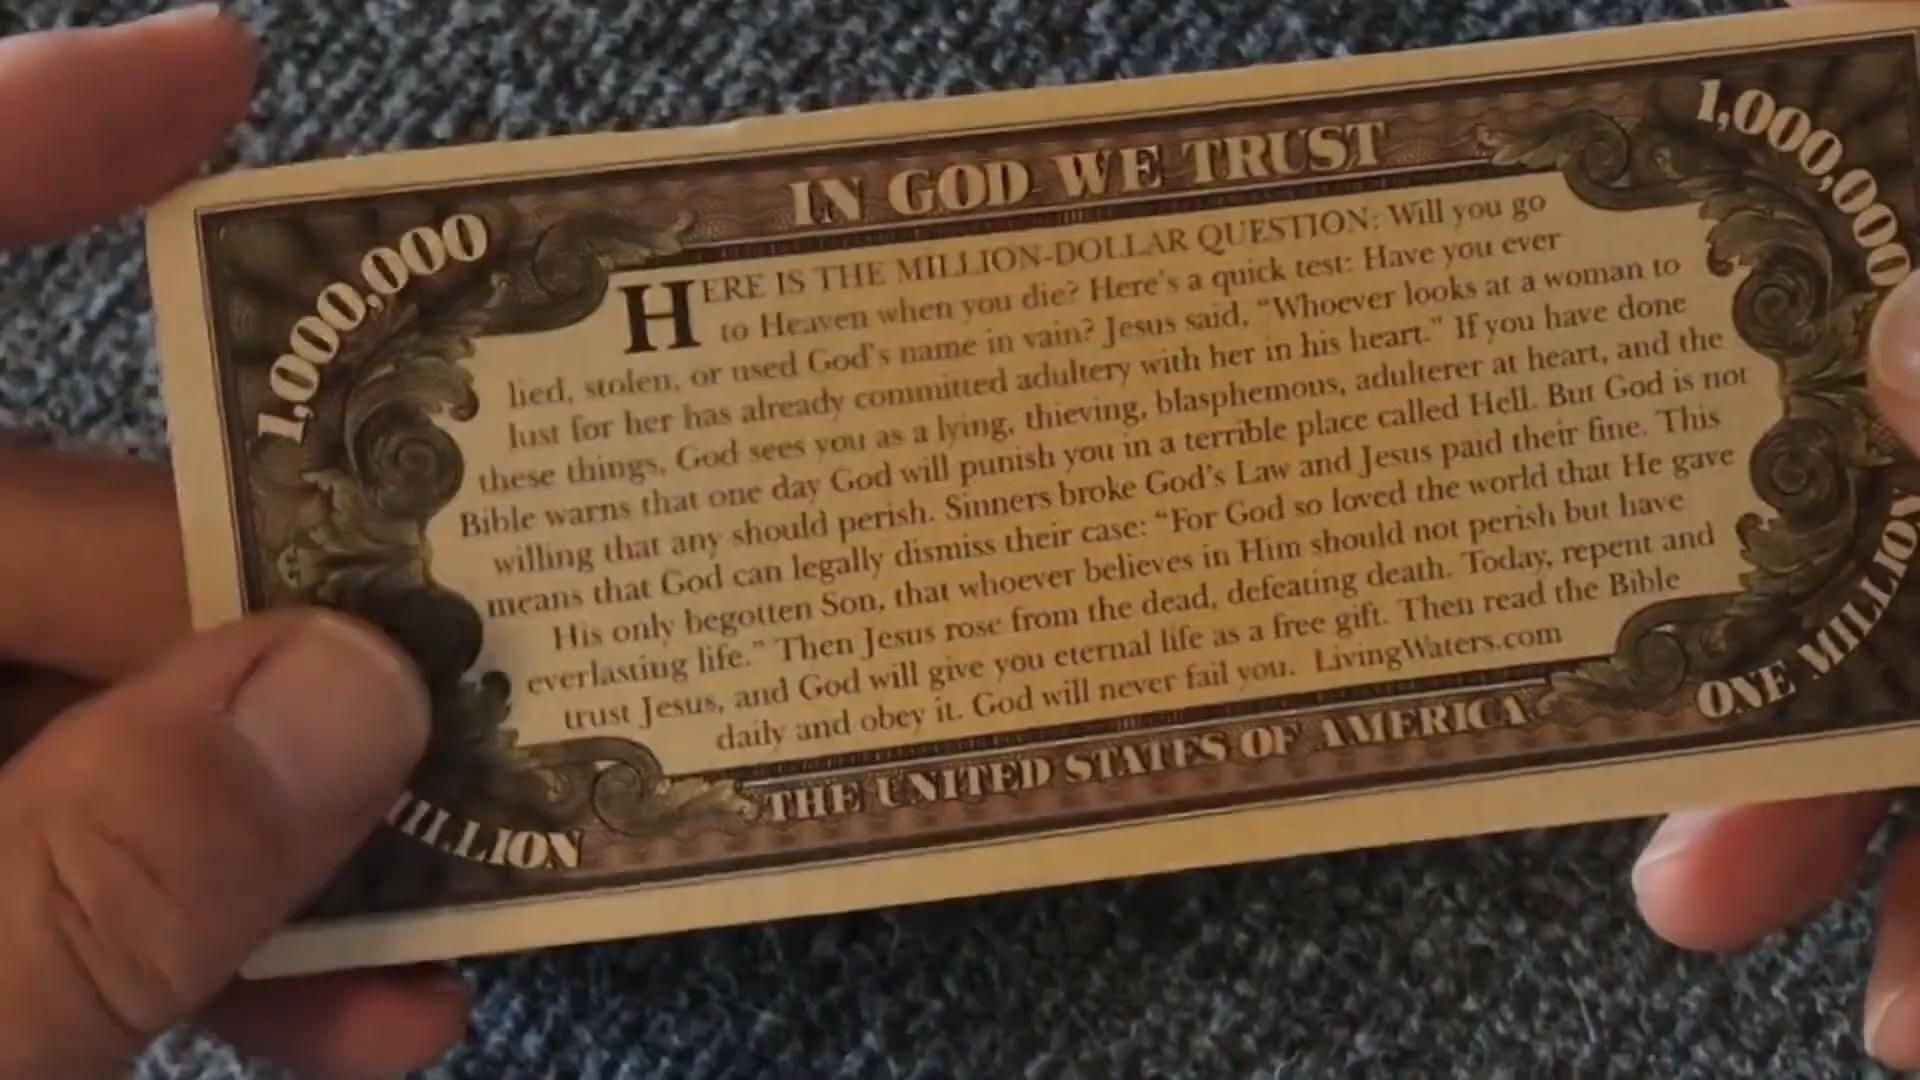 IN GOD WE TRUST
1,000,000
1,000,000
HERE IS THE MILLION-DOLLAR QUESTION: Will you go
to Heaven when you die? Here's a quick test: Have you ever
lied, stolen, or used God's name in vain? Jesus said, "Whoever looks at a woman to
lust for her has already committed adultery with her in his heart." If you have done
these things, God sees you as a lying, thieving, blasphemous, adulterer at heart, and the
Bible warns that one day God will punish you in a terrible place called Hell. But God is not
willing that any should perish. Sinners broke God's Law and Jesus paid their fine. This
means that God can legally dismiss their case: "For God so loved the world that He gave
His only begotten Son, that whoever believes in Him should not perish but have
everlasting life." Then Jesus rose from the dead, defeating death. Today, repent and
trust Jesus, and God will give you eternal life as a free gift. Then read the Bible
daily and obey it. God will never fail you. LivingWaters.com
THE UNITED STATES OF AMERICA
ONE MILLION